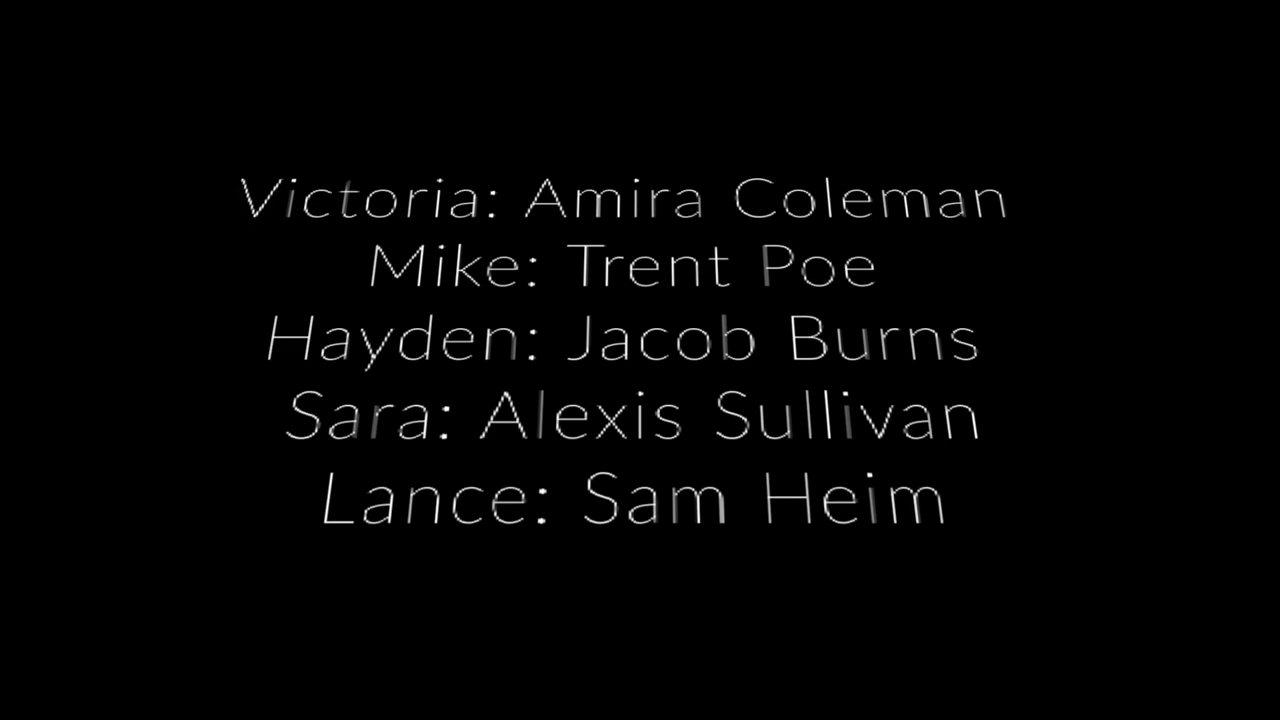 Victoria: Amira Coleman
Mike: Trent Poe
Hayden: Jacob Burns
Sara: Alexis Sullivan
Lance: Sam Heim